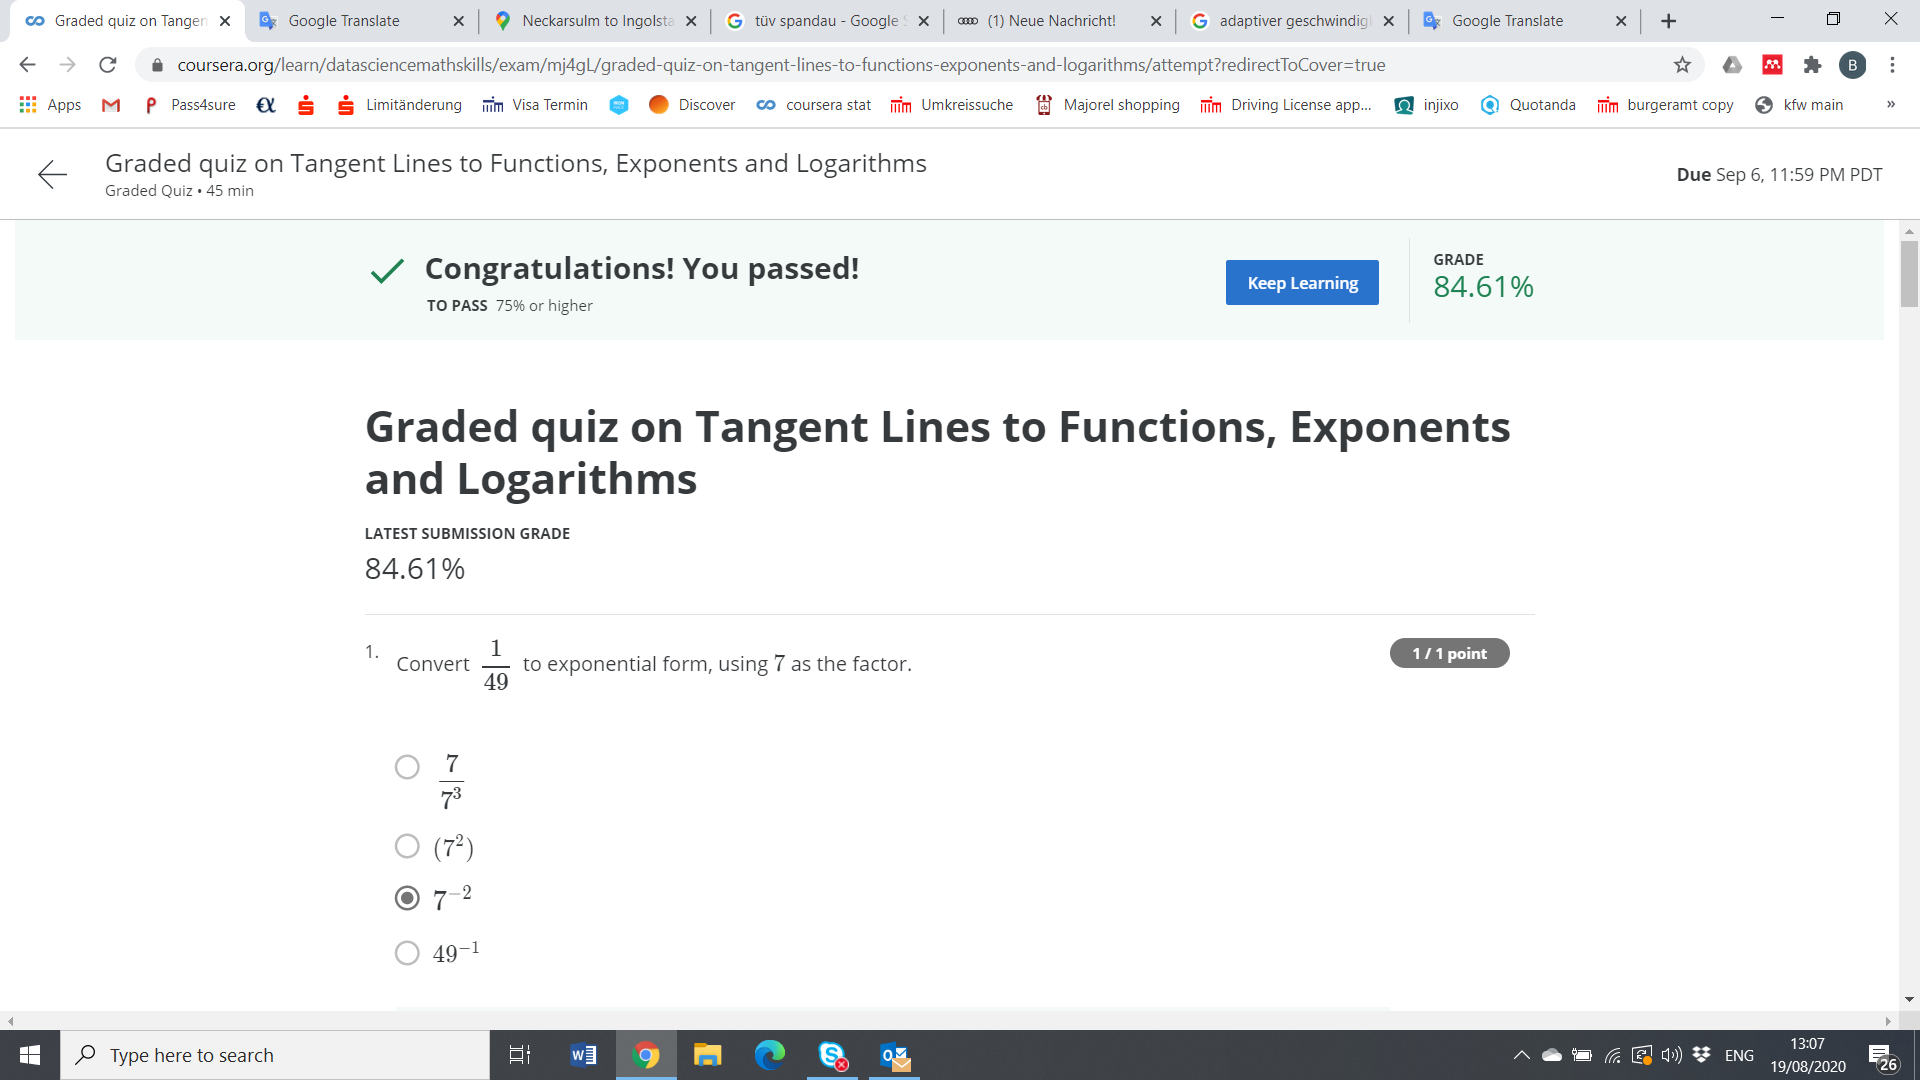 Graded quiz on Tangen
Google Translate
Neckarsulm to Ingolsta
tüv spandau - Google S
(1) Neue Nachricht!
adaptiver geschwindigl
Google Translate
coursera.org/learn/datasciencemathskills/exam/mj4gL/graded-quiz-on-tangent-lines-to-functions-exponents-and-logarithms/attempt?redirectToCover=true
B
Apps
Pass4sure
Limitänderung
Visa Termin
Discover
coursera stat
Umkreissuche
Majorel shopping
Driving License app...
injixo
Quotanda
burgeramt copy
kfw main
»
Graded quiz on Tangent Lines to Functions, Exponents and Logarithms
Graded Quiz • 45 min
Due Sep 6, 11:59 PM PDT
Congratulations! You passed!
TO PASS 75% or higher
Keep Learning
GRADE
84.61%
Graded quiz on Tangent Lines to Functions, Exponents
and Logarithms
LATEST SUBMISSION GRADE
84.61%
1. Convert 1/49 to exponential form, using 7 as the factor.
1 / 1 point
7/7³
(7²)
7⁻²
49⁻¹
Type here to search
ENG
13:07
19/08/2020
26